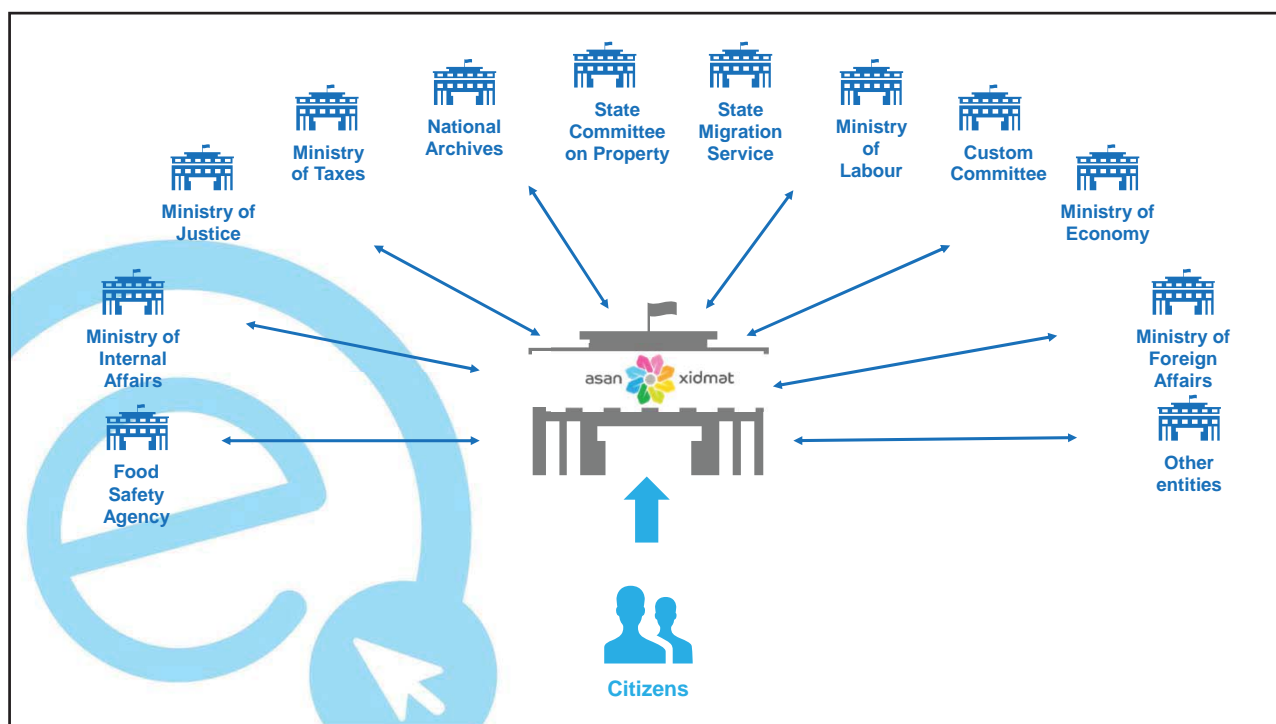 State
Committee
on Property
State
Migration
Service
National
Archives
Ministry
of
Labour
Ministry
of Taxes
Custom
Committee
Ministry of
Justice
Ministry of
Economy
Ministry of
Internal
Affairs
Ministry of
Foreign
Affairs
asan xidmat
Food
Safety
Agency
Other
entities
Citizens